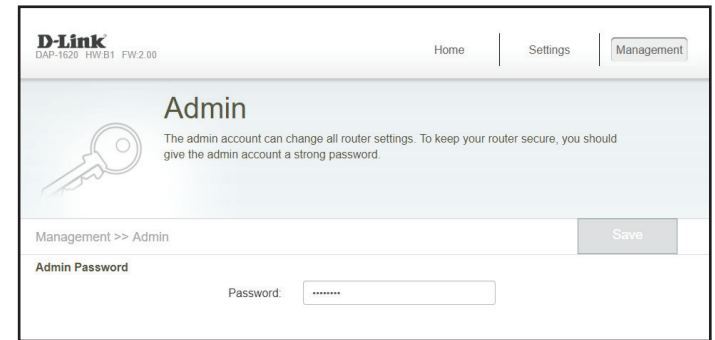 D-Link
DAP-1620 HW:B1 FW:2.00
Home Settings Management
Admin
The admin account can change all router settings. To keep your router secure, you should
give the admin account a strong password.
Management >> Admin Save
Admin Password
Password: ••••••••